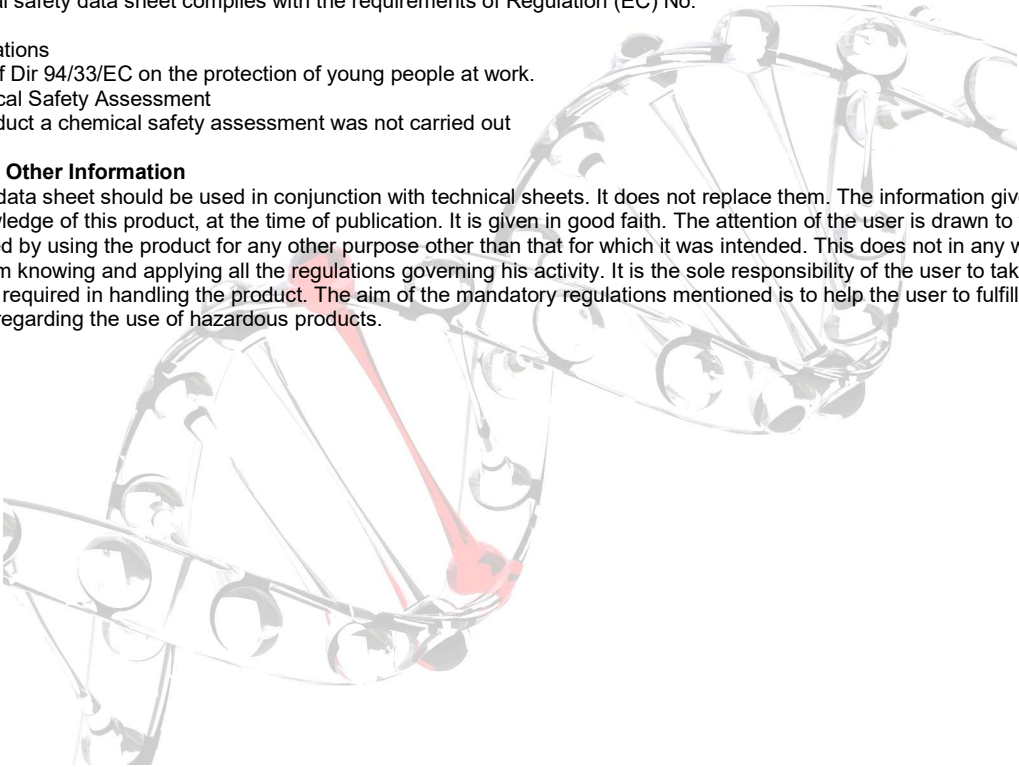 al safety data sheet complies with the requirements of Regulation (EC) No.
ations
f Dir 94/33/EC on the protection of young people at work.
cal Safety Assessment
duct a chemical safety assessment was not carried out
Other Information
data sheet should be used in conjunction with technical sheets. It does not replace them. The information giv
wledge of this product, at the time of publication. It is given in good faith. The attention of the user is drawn to
ed by using the product for any other purpose other than that for which it was intended. This does not in any w
m knowing and applying all the regulations governing his activity. It is the sole responsibility of the user to tak
required in handling the product. The aim of the mandatory regulations mentioned is to help the user to fulfill
regarding the use of hazardous products.